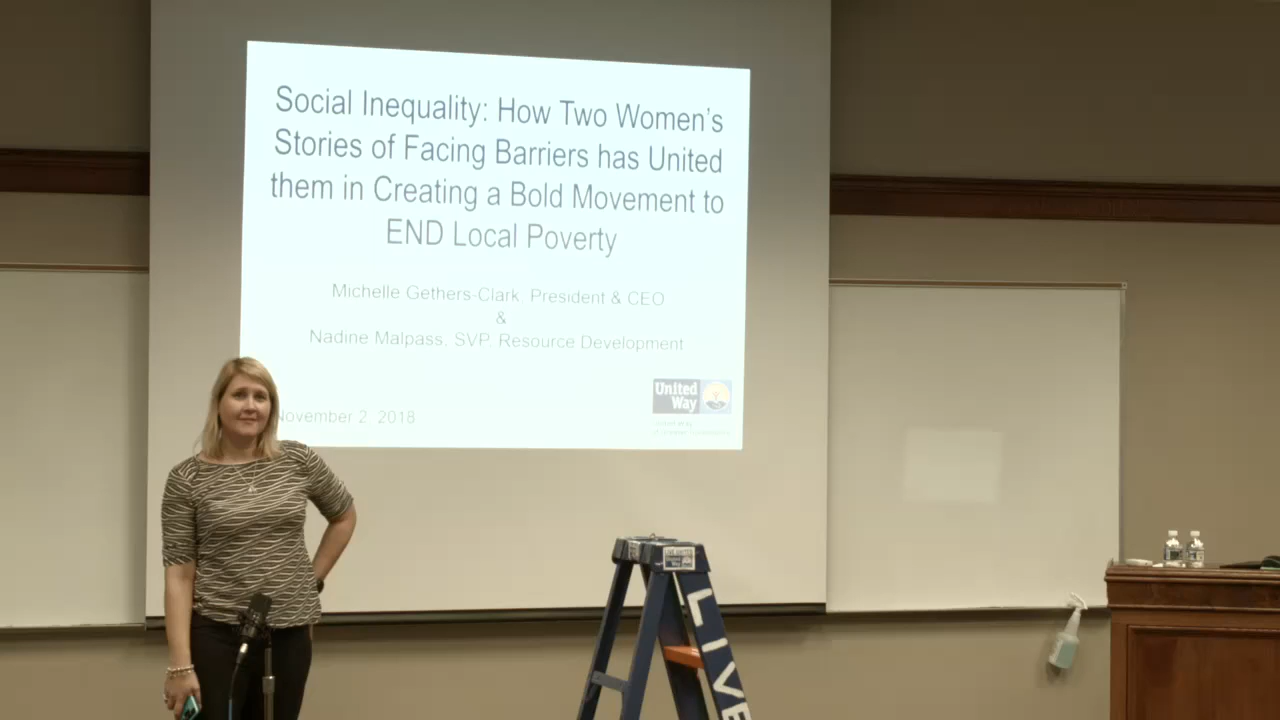 Social Inequality: How Two Women's
Stories of Facing Barriers has United
them in Creating a Bold Movement to
END Local Poverty
Michelle Gethers-Clark, President & CEO
&
Nadine Malpass, SVP, Resource Development
November 2, 2018
United
Way
LIVE